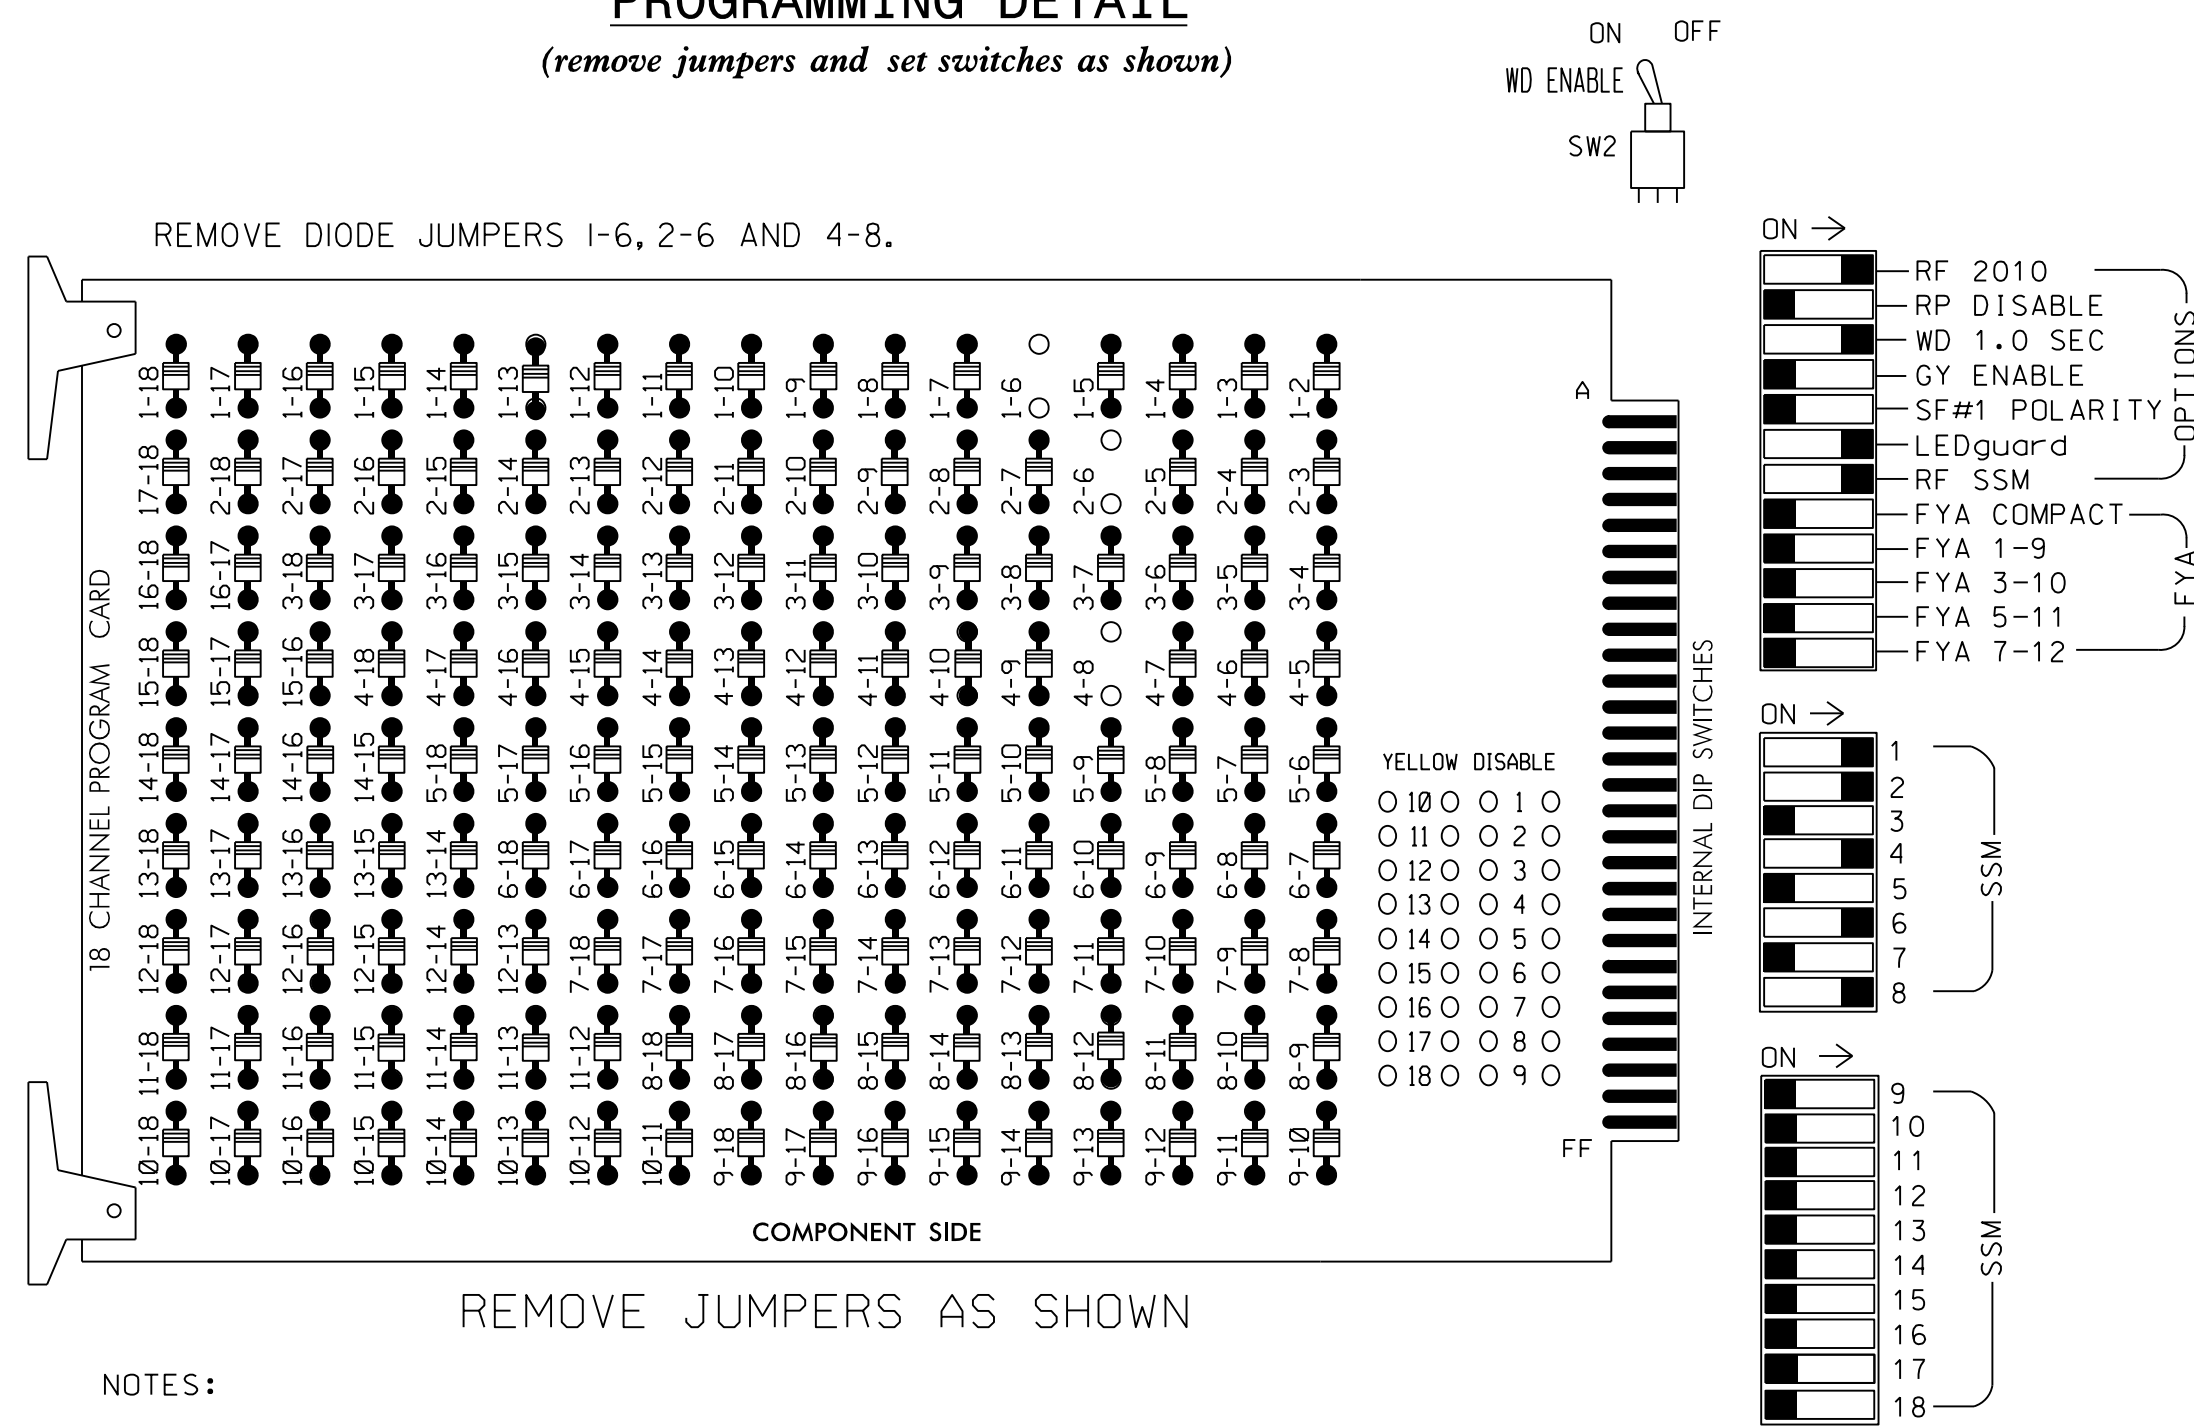 PROGRAMMING DETAIL
(remove jumpers and set switches as shown)
ON OFF
WD ENABLE
SW2
REMOVE DIODE JUMPERS 1-6, 2-6 AND 4-8.
18 CHANNEL PROGRAM CARD
1-18 1-17 1-16 1-15 1-14 1-13 1-12 1-11 1-10 1-9 1-8 1-7 1-6 1-5 1-4 1-3 1-2
17-18 2-18 2-17 2-16 2-15 2-14 2-13 2-12 2-11 2-10 2-9 2-8 2-7 2-6 2-5 2-4 2-3
16-18 16-17 3-18 3-17 3-16 3-15 3-14 3-13 3-12 3-11 3-10 3-9 3-8 3-7 3-6 3-5 3-4
15-18 15-17 15-16 4-18 4-17 4-16 4-15 4-14 4-13 4-12 4-11 4-10 4-9 4-8 4-7 4-6 4-5
14-18 14-17 14-16 14-15 5-18 5-17 5-16 5-15 5-14 5-13 5-12 5-11 5-10 5-9 5-8 5-7 5-6
13-18 13-17 13-16 13-15 13-14 6-18 6-17 6-16 6-15 6-14 6-13 6-12 6-11 6-10 6-9 6-8 6-7
12-18 12-17 12-16 12-15 12-14 12-13 7-18 7-17 7-16 7-15 7-14 7-13 7-12 7-11 7-10 7-9 7-8
11-18 11-17 11-16 11-15 11-14 11-13 11-12 8-18 8-17 8-16 8-15 8-14 8-13 8-12 8-11 8-10 8-9
10-18 10-17 10-16 10-15 10-14 10-13 10-12 10-11 9-18 9-17 9-16 9-15 9-14 9-13 9-12 9-11 9-10
A
YELLOW DISABLE
10 1
11 2
12 3
13 4
14 5
15 6
16 7
17 8
18 9
FF
COMPONENT SIDE
INTERNAL DIP SWITCHES
ON
RF 2010
RP DISABLE
WD 1.0 SEC
GY ENABLE
SF#1 POLARITY
LEDguard
RF SSM
OPTIONS
FYA COMPACT
FYA 1-9
FYA 3-10
FYA 5-11
FYA 7-12
FYA
ON
1
2
3
4
5
6
7
8
SSM
ON
9
10
11
12
13
14
15
16
17
18
SSM
REMOVE JUMPERS AS SHOWN
NOTES: